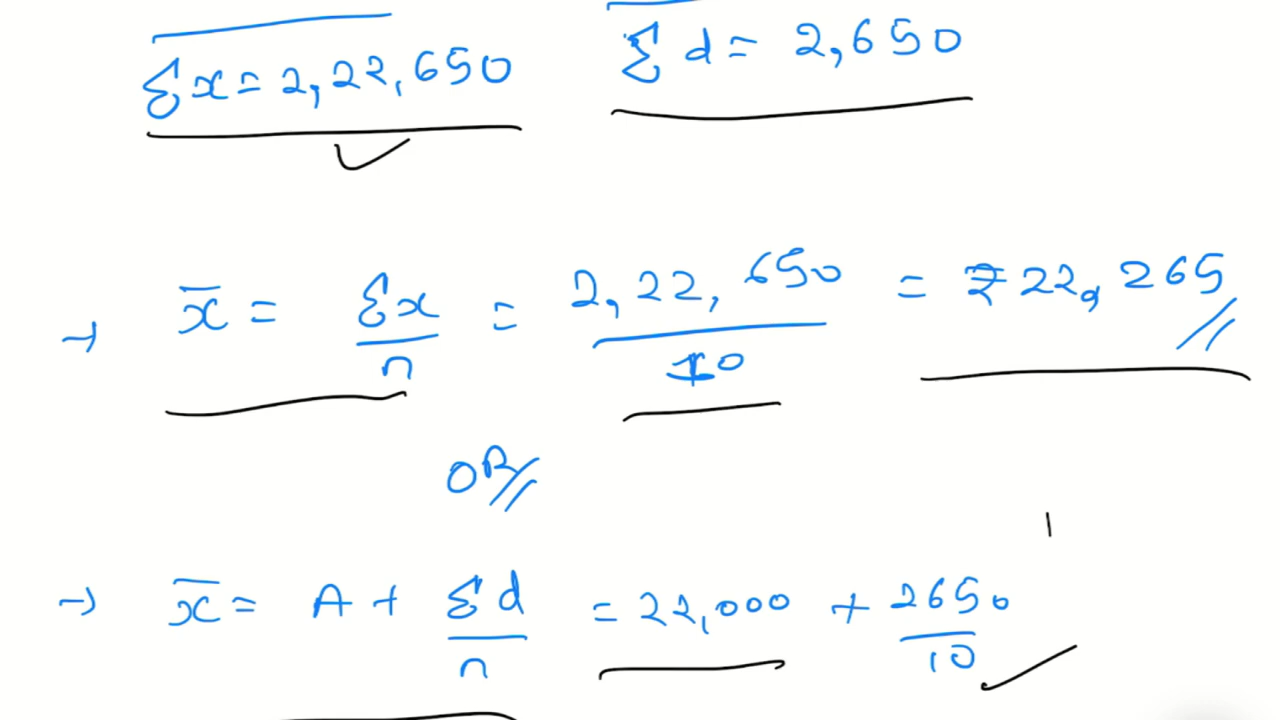 Σx = 2,22,650 Σd = 2,650
→ x̄ = Σx/n = 2,22,650/10 = ₹22,265
OR
→ x̄ = A + Σd/n = 22,000 + 2650/10